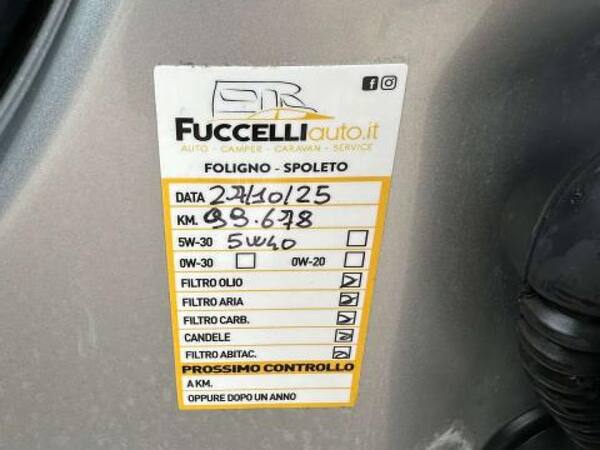 FUCCELLIauto.it
AUTO - CAMPER - CARAVAN - SERVICE
FOLIGNO - SPOLETO
DATA 27/10/25
KM. 99.678
5W-30 5W40
0W-30 0W-20
FILTRO OLIO
FILTRO ARIA
FILTRO CARB.
CANDELE
FILTRO ABITAC.
PROSSIMO CONTROLLO
A KM.
OPPURE DOPO UN ANNO